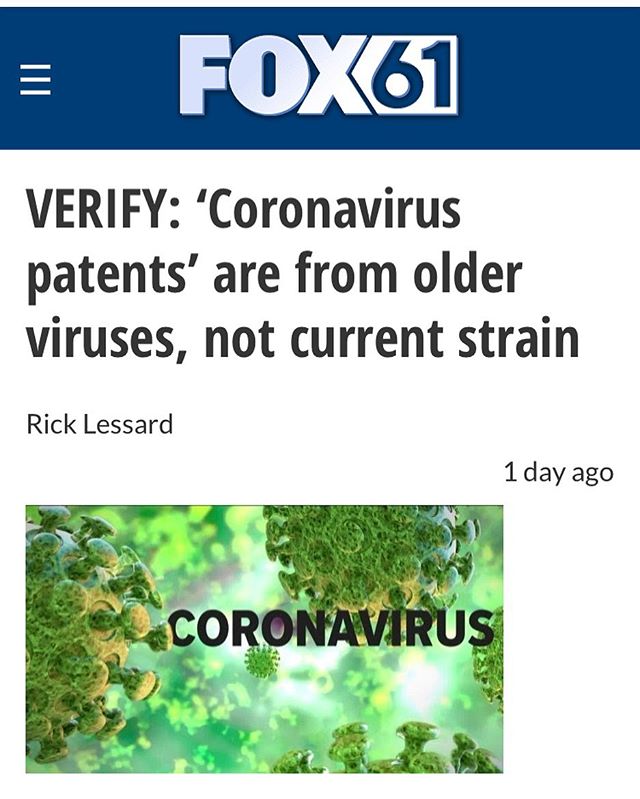 FOX61
VERIFY: ‘Coronavirus
patents’ are from older
viruses, not current strain
Rick Lessard
1 day ago
CORONAVIRUS